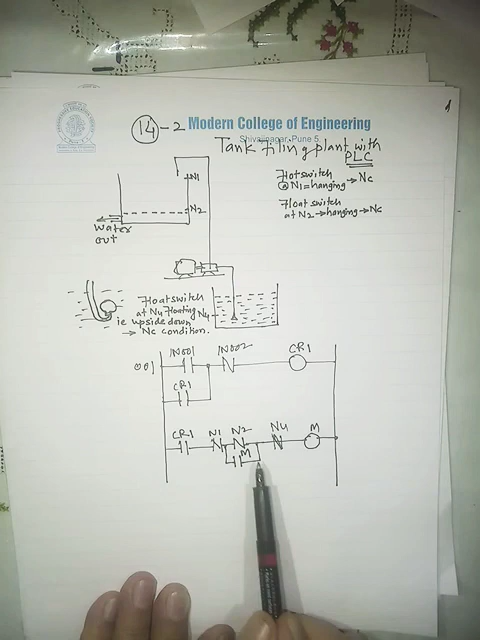 1
14-2 Modern College of Engineering
Shivajinagar, Pune 5
Tank Filing plant with
PLC
Flotswitch
@ N1=hanging → NC
Float switch
at N2→hanging→ NC
N1
N2
water
out
Floatswitch
at N4 Floating
ie upside down
→ NC condition.
N4
001
IN001
IN002
CR1
CR1
CR1
N1
N2
N4
M
M